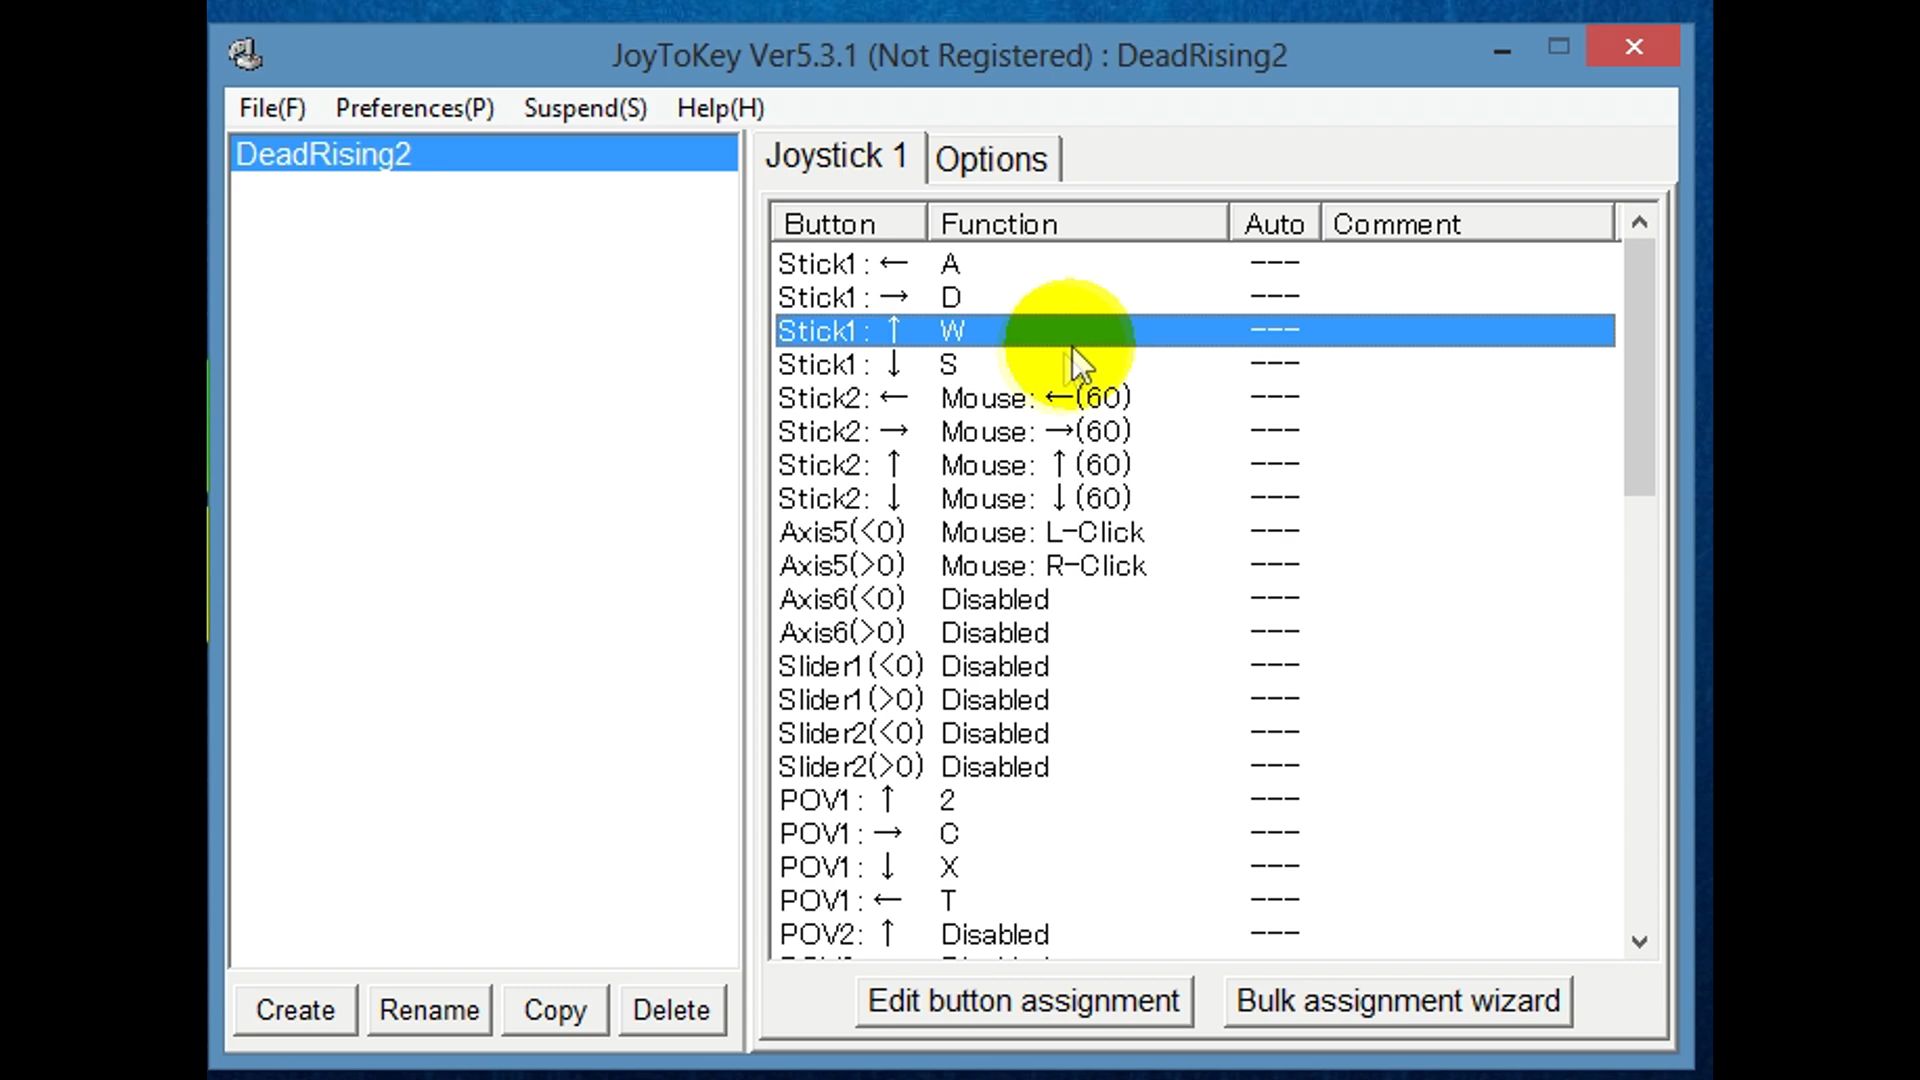 JoyToKey Ver5.3.1 (Not Registered) : DeadRising2
File(F) Preferences(P) Suspend(S) Help(H)
DeadRising2
Joystick 1 Options
Button Function Auto Comment
Stick1: ← A ---
Stick1: → D ---
Stick1: ↑ W ---
Stick1: ↓ S ---
Stick2: ← Mouse: ←(60) ---
Stick2: → Mouse: →(60) ---
Stick2: ↑ Mouse: ↑(60) ---
Stick2: ↓ Mouse: ↓(60) ---
Axis5(<0) Mouse: L-Click ---
Axis5(>0) Mouse: R-Click ---
Axis6(<0) Disabled ---
Axis6(>0) Disabled ---
Slider1(<0) Disabled ---
Slider1(>0) Disabled ---
Slider2(<0) Disabled ---
Slider2(>0) Disabled ---
POV1: ↑ 2 ---
POV1: → C ---
POV1: ↓ X ---
POV1: ← T ---
POV2: ↑ Disabled ---
Create Rename Copy Delete
Edit button assignment Bulk assignment wizard